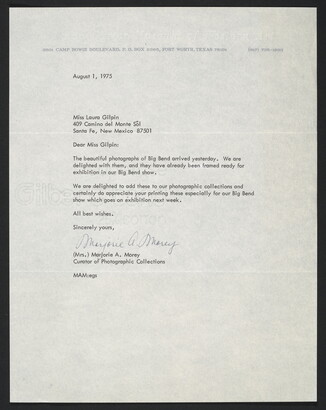 August 1, 1975
Miss Laura Gilpin
409 Camino del Monte Sol
Santa Fe, New Mexico 87501
Dear Miss Gilpin:
The beautiful photographs of Big Bend arrived yesterday. We are
delighted with them, and they have already been framed ready for
exhibition in our Big Bend show.
We are delighted to add these to our photographic collections and
certainly do appreciate your printing these especially for our Big Bend
show which goes on exhibition next week.
All best wishes.
Sincerely yours,
Marjorie A. Morey
(Mrs.) Marjorie A. Morey
Curator of Photographic Collections
MAM:egs